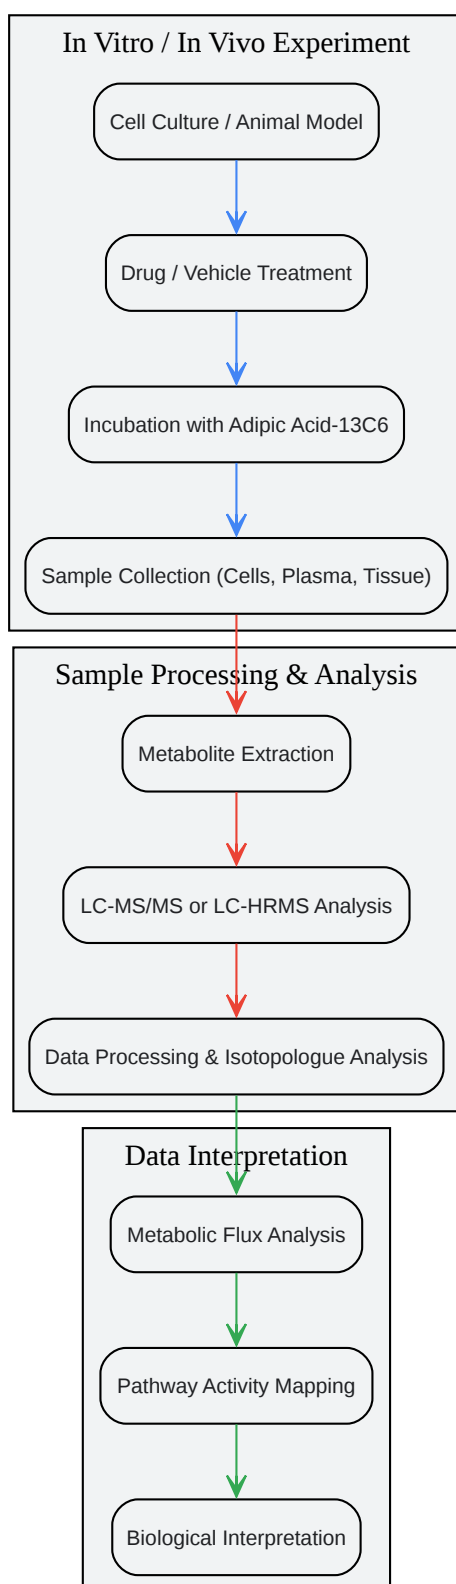 In Vitro / In Vivo Experiment
Cell Culture / Animal Model
Drug / Vehicle Treatment
Incubation with Adipic Acid-13C6
Sample Collection (Cells, Plasma, Tissue)
Sample Processing & Analysis
Metabolite Extraction
LC-MS/MS or LC-HRMS Analysis
Data Processing & Isotopologue Analysis
Data Interpretation
Metabolic Flux Analysis
Pathway Activity Mapping
Biological Interpretation